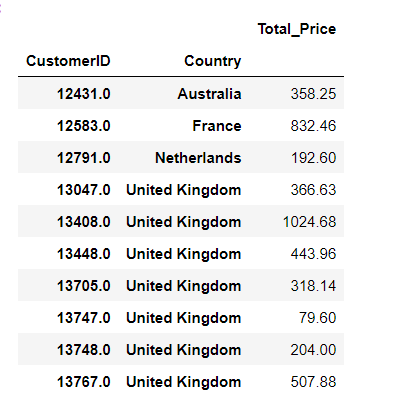 Total_Price
CustomerID Country
12431.0 Australia 358.25
12583.0 France 832.46
12791.0 Netherlands 192.60
13047.0 United Kingdom 366.63
13408.0 United Kingdom 1024.68
13448.0 United Kingdom 443.96
13705.0 United Kingdom 318.14
13747.0 United Kingdom 79.60
13748.0 United Kingdom 204.00
13767.0 United Kingdom 507.88